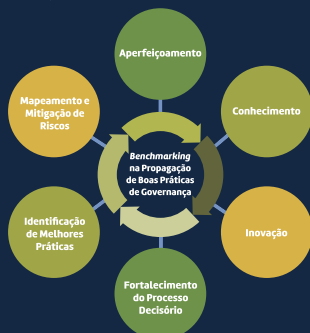 Aperfeiçoamento
Mapeamento e
Mitigação de
Riscos
Conhecimento
Benchmarking
na Propagação
de Boas Práticas
de Governança
Identificação
de Melhores
Práticas
Inovação
Fortalecimento
do Processo
Decisório